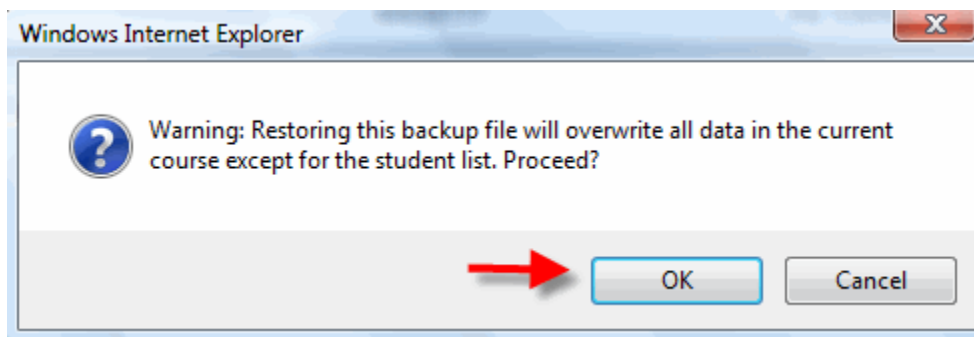 Windows Internet Explorer
Warning: Restoring this backup file will overwrite all data in the current
course except for the student list. Proceed?
OK
Cancel